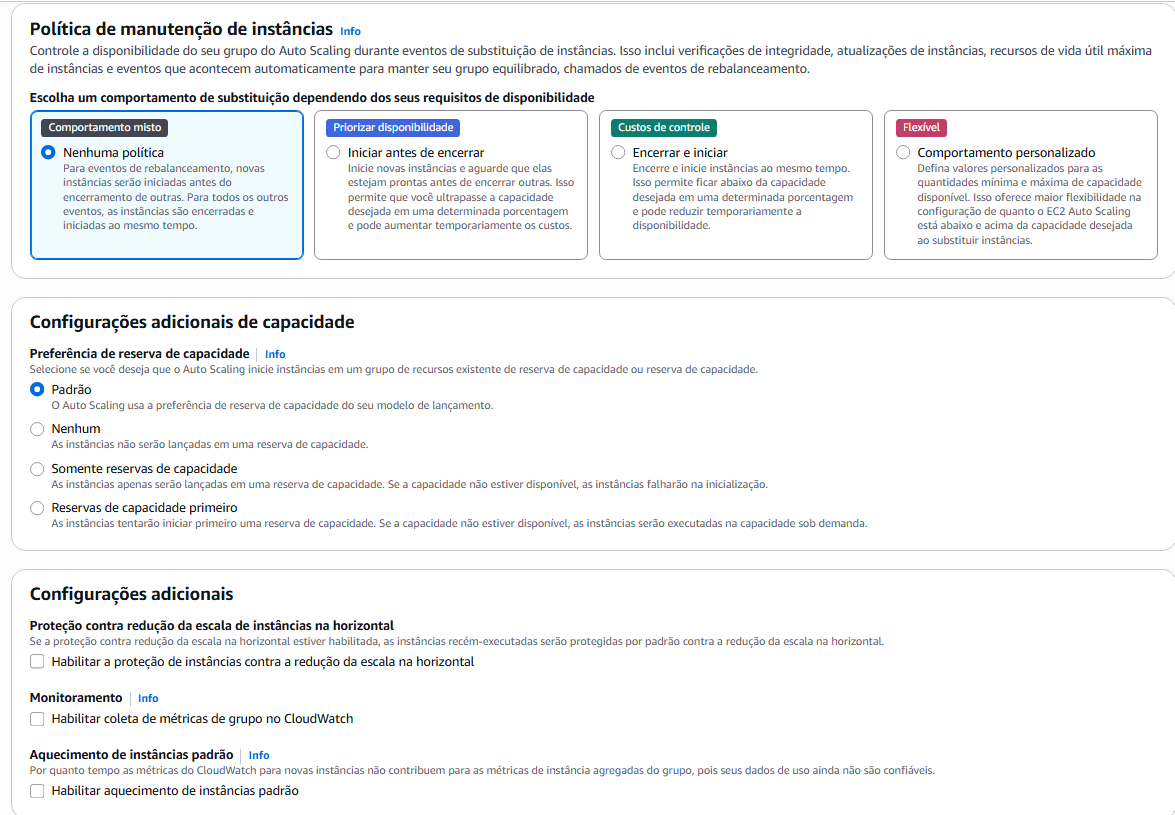 Política de manutenção de instâncias Info
Controle a disponibilidade do seu grupo do Auto Scaling durante eventos de substituição de instâncias. Isso inclui verificações de integridade, atualizações de instâncias, recursos de vida útil máxima
de instâncias e eventos que acontecem automaticamente para manter seu grupo equilibrado, chamados de eventos de rebalanceamento.
Escolha um comportamento de substituição dependendo dos seus requisitos de disponibilidade
Comportamento misto
Nenhuma política
Para eventos de rebalanceamento, novas
instâncias serão iniciadas antes do
encerramento de outras. Para todos os outros
eventos, as instâncias são encerradas e
iniciadas ao mesmo tempo.
Priorizar disponibilidade
Iniciar antes de encerrar
Inicie novas instâncias e aguarde que elas
estejam prontas antes de encerrar outras. Isso
permite que você ultrapasse a capacidade
desejada em uma determinada porcentagem
e pode aumentar temporariamente os custos.
Custos de controle
Encerrar e iniciar
Encerre e inicie instâncias ao mesmo tempo.
Isso permite ficar abaixo da capacidade
desejada em uma determinada porcentagem
e pode reduzir temporariamente a
disponibilidade.
Flexível
Comportamento personalizado
Defina valores personalizados para as
quantidades mínima e máxima de capacidade
disponível. Isso oferece maior flexibilidade na
configuração de quanto o EC2 Auto Scaling
está abaixo e acima da capacidade desejada
ao substituir instâncias.
Configurações adicionais de capacidade
Preferência de reserva de capacidade Info
Selecione se você deseja que o Auto Scaling inicie instâncias em um grupo de recursos existente de reserva de capacidade ou reserva de capacidade.
Padrão
O Auto Scaling usa a preferência de reserva de capacidade do seu modelo de lançamento.
Nenhum
As instâncias não serão lançadas em uma reserva de capacidade.
Somente reservas de capacidade
As instâncias apenas serão lançadas em uma reserva de capacidade. Se a capacidade não estiver disponível, as instâncias falharão na inicialização.
Reservas de capacidade primeiro
As instâncias tentarão iniciar primeiro uma reserva de capacidade. Se a capacidade não estiver disponível, as instâncias serão executadas na capacidade sob demanda.
Configurações adicionais
Proteção contra redução da escala de instâncias na horizontal
Se a proteção contra redução da escala na horizontal estiver habilitada, as instâncias recém-executadas serão protegidas por padrão contra a redução da escala na horizontal.
Habilitar a proteção de instâncias contra a redução da escala na horizontal
Monitoramento Info
Habilitar coleta de métricas de grupo no CloudWatch
Aquecimento de instâncias padrão Info
Por quanto tempo as métricas do CloudWatch para novas instâncias não contribuem para as métricas de instância agregadas do grupo, pois seus dados de uso ainda não são confiáveis.
Habilitar aquecimento de instâncias padrão